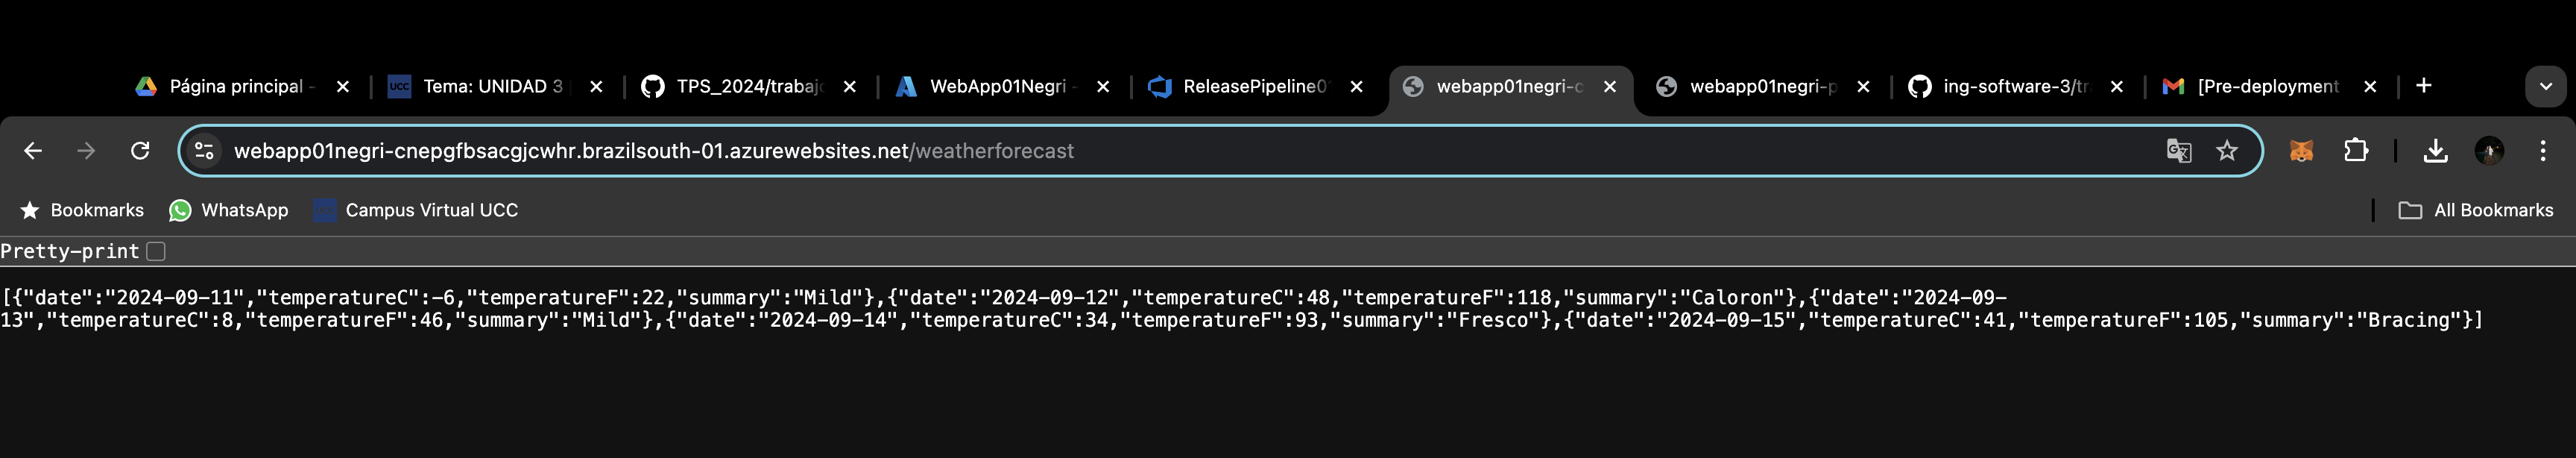 Página principal -
Tema: UNIDAD 3
TPS_2024/trabajo
WebApp01Negri -
ReleasePipeline01
webapp01negri-c
webapp01negri-p
ing-software-3/tr
[Pre-deployment
webapp01negri-cnepgfbsacgjcwhr.brazilsouth-01.azurewebsites.net/weatherforecast
Bookmarks
WhatsApp
Campus Virtual UCC
All Bookmarks
Pretty-print
[{"date":"2024-09-11","temperatureC":-6,"temperatureF":22,"summary":"Mild"},{"date":"2024-09-12","temperatureC":48,"temperatureF":118,"summary":"Caloron"},{"date":"2024-09-
13","temperatureC":8,"temperatureF":46,"summary":"Mild"},{"date":"2024-09-14","temperatureC":34,"temperatureF":93,"summary":"Fresco"},{"date":"2024-09-15","temperatureC":41,"temperatureF":105,"summary":"Bracing"}]